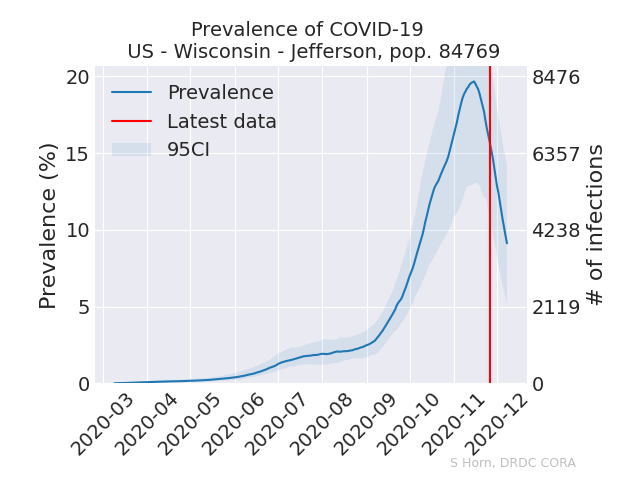 Prevalence of COVID-19
US - Wisconsin - Jefferson, pop. 84769
Prevalence
Latest data
95CI
Prevalence (%)
20
15
10
5
0
8476
6357
4238
2119
0
# of infections
2020-03
2020-04
2020-05
2020-06
2020-07
2020-08
2020-09
2020-10
2020-11
2020-12
S Horn, DRDC CORA